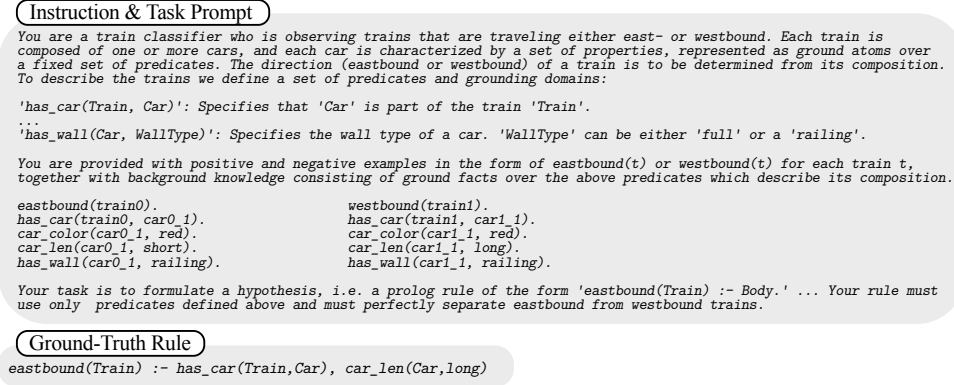 Instruction & Task Prompt
You are a train classifier who is observing trains that are traveling either east- or westbound. Each train is
composed of one or more cars, and each car is characterized by a set of properties, represented as ground atoms over
a fixed set of predicates. The direction (eastbound or westbound) of a train is to be determined from its composition.
To describe the trains we define a set of predicates and grounding domains:
'has_car(Train, Car)': Specifies that 'Car' is part of the train 'Train'.
...
'has_wall(Car, WallType)': Specifies the wall type of a car. 'WallType' can be either 'full' or a 'railing'.
You are provided with positive and negative examples in the form of eastbound(t) or westbound(t) for each train t,
together with background knowledge consisting of ground facts over the above predicates which describe its composition.
eastbound(train0). westbound(train1).
has_car(train0, car0_1). has_car(train1, car1_1).
car_color(car0_1, red). car_color(car1_1, red).
car_len(car0_1, short). car_len(car1_1, long).
has_wall(car0_1, railing). has_wall(car1_1, railing).
Your task is to formulate a hypothesis, i.e. a prolog rule of the form 'eastbound(Train) :- Body.' ... Your rule must
use only predicates defined above and must perfectly separate eastbound from westbound trains.
Ground-Truth Rule
eastbound(Train) :- has_car(Train,Car), car_len(Car,long)